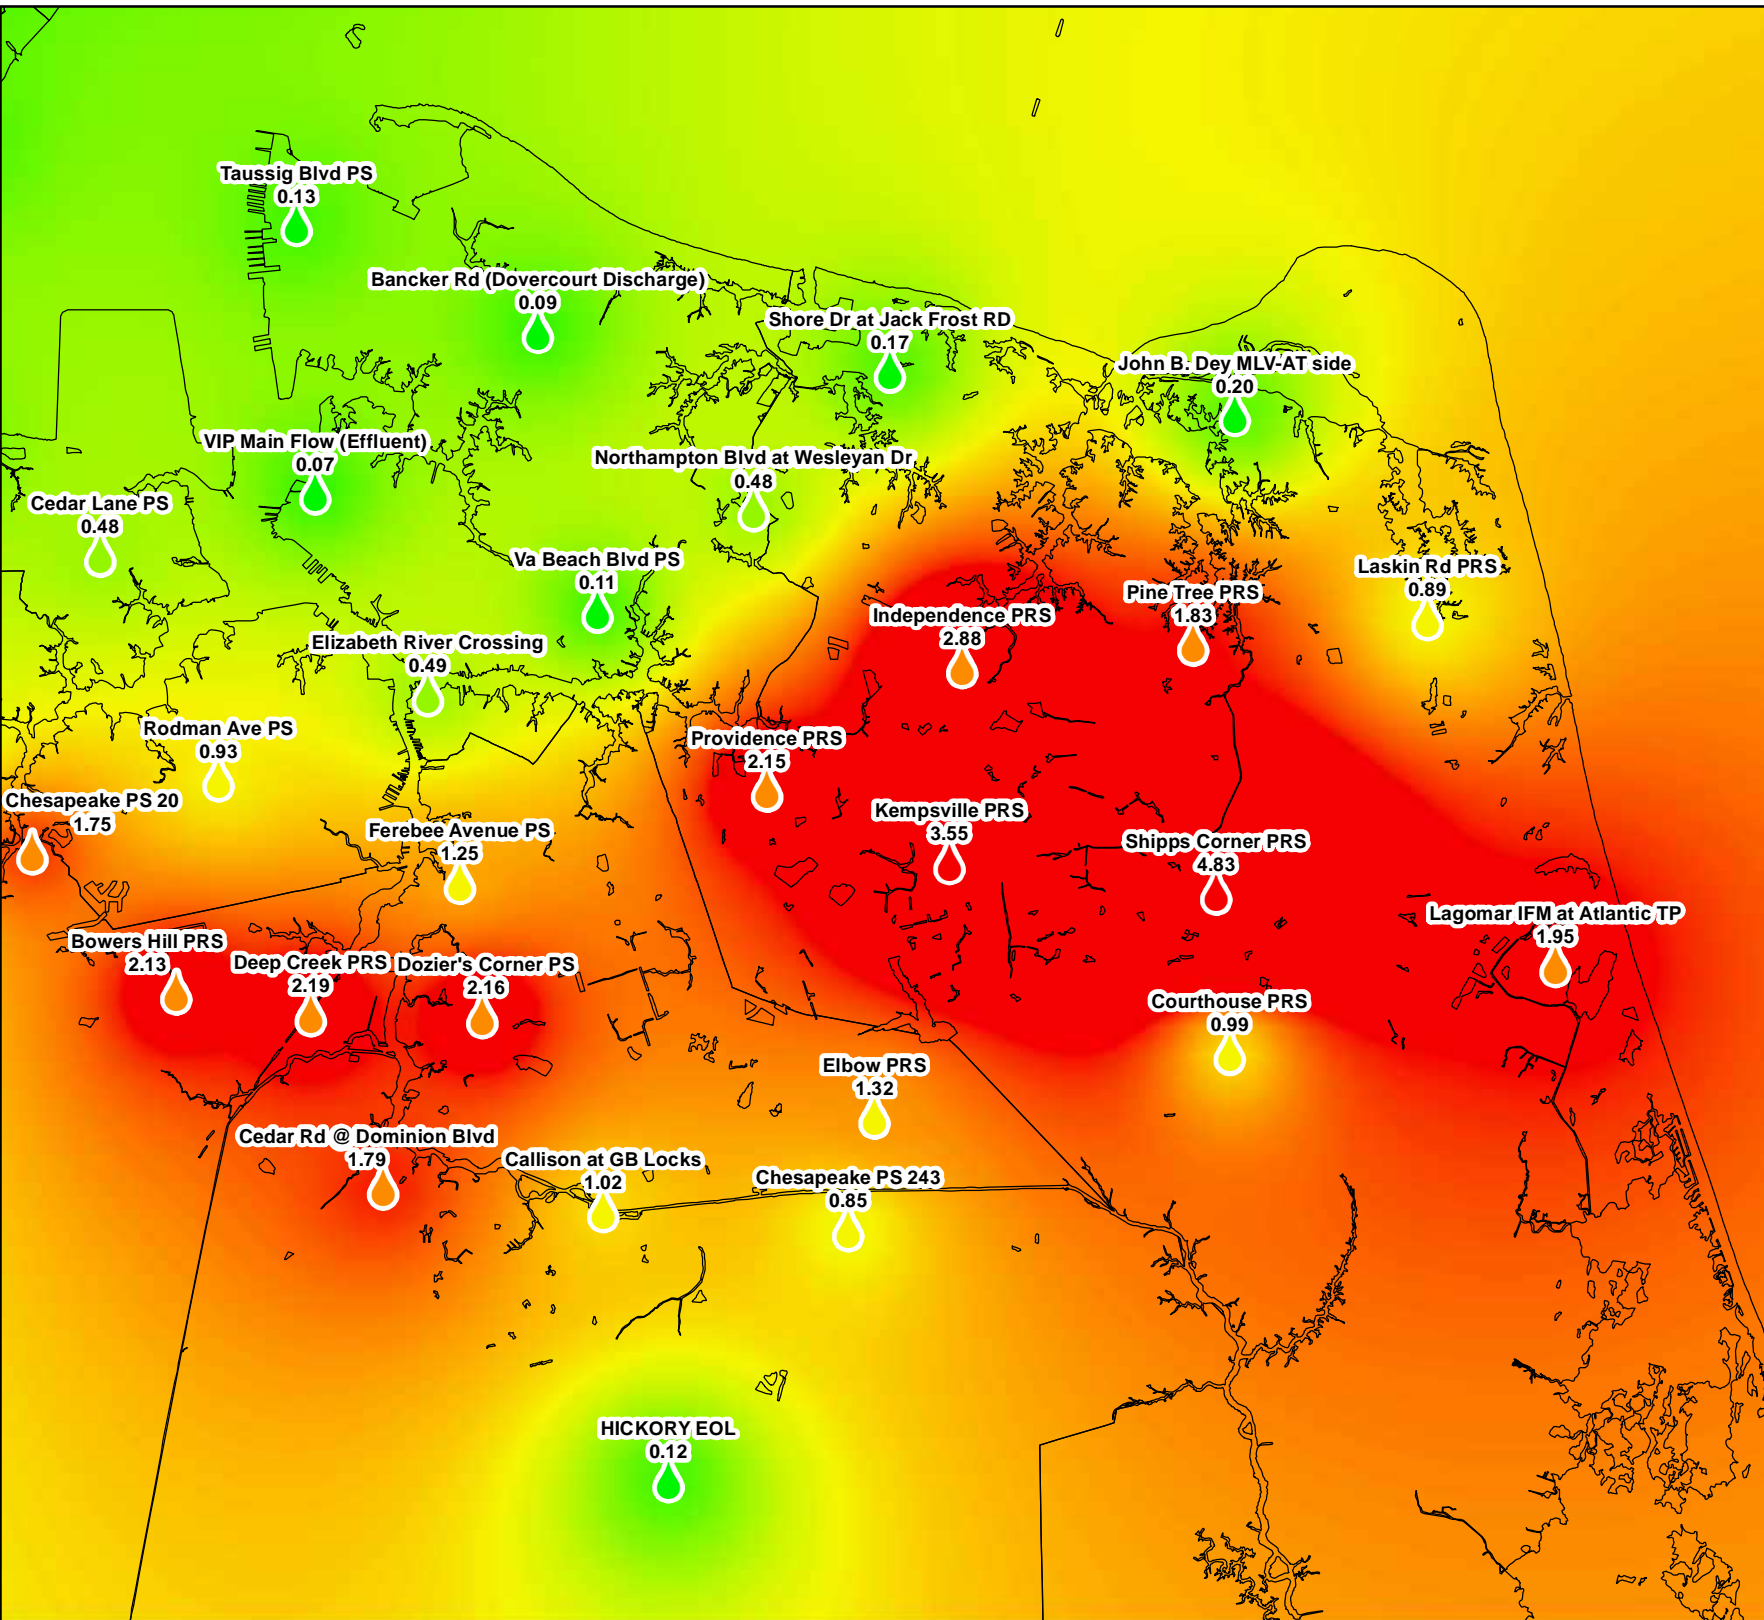 Taussig Blvd PS
0.13
Bancker Rd (Dovercourt Discharge)
0.09
Shore Dr at Jack Frost RD
0.17
John B. Dey MLV-AT side
0.20
VIP Main Flow (Effluent)
0.07
Northampton Blvd at Wesleyan Dr
0.48
Cedar Lane PS
0.48
Va Beach Blvd PS
0.11
Laskin Rd PRS
0.89
Pine Tree PRS
1.83
Independence PRS
2.88
Elizabeth River Crossing
0.49
Rodman Ave PS
0.93
Providence PRS
2.15
Chesapeake PS 20
1.75
Kempsville PRS
3.55
Ferebee Avenue PS
1.25
Shipps Corner PRS
4.83
Lagomar IFM at Atlantic TP
1.95
Bowers Hill PRS
2.13
Deep Creek PRS
2.19
Dozier's Corner PS
2.16
Courthouse PRS
0.99
Elbow PRS
1.32
Cedar Rd @ Dominion Blvd
1.79
Callison at GB Locks
1.02
Chesapeake PS 243
0.85
HICKORY EOL
0.12